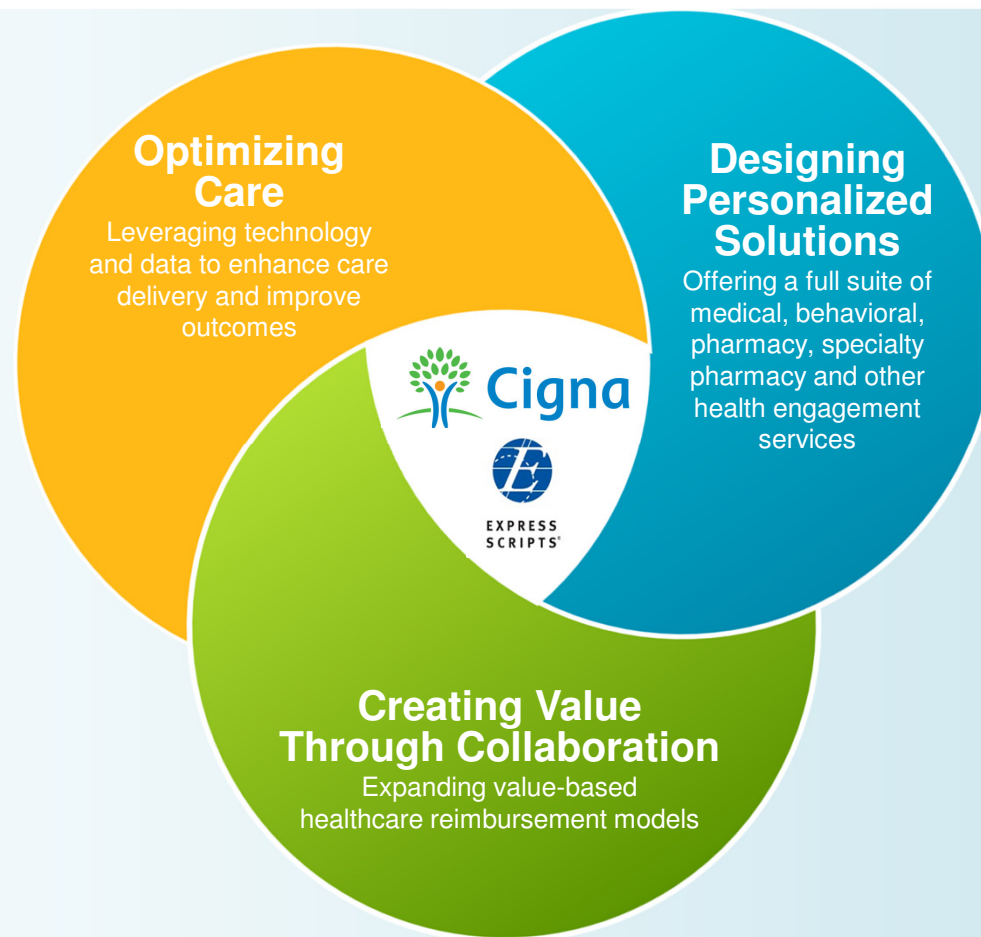 Optimizing
Care
Leveraging technology
and data to enhance care
delivery and improve
outcomes
Designing
Personalized
Solutions
Offering a full suite of
medical, behavioral,
pharmacy, specialty
pharmacy and other
health engagement
services
Cigna
E
EXPRESS
SCRIPTS®
Creating Value
Through Collaboration
Expanding value-based
healthcare reimbursement models